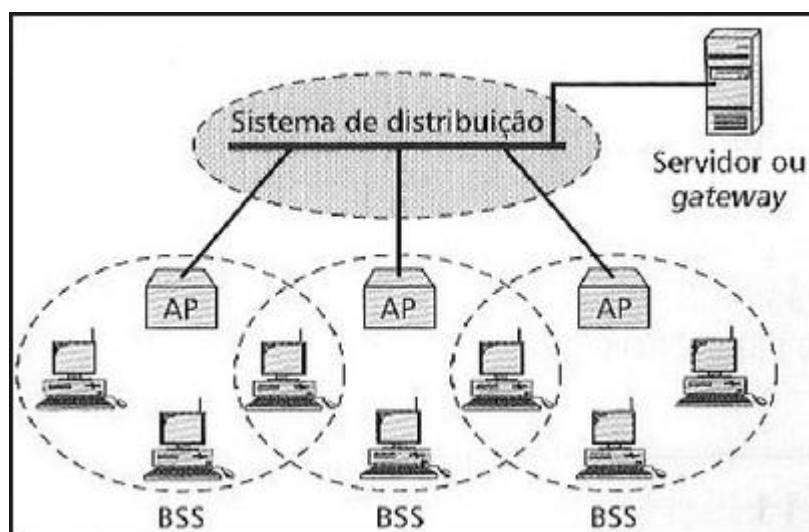 Sistema de distribuição
Servidor ou
gateway
AP
AP
AP
BSS
BSS
BSS